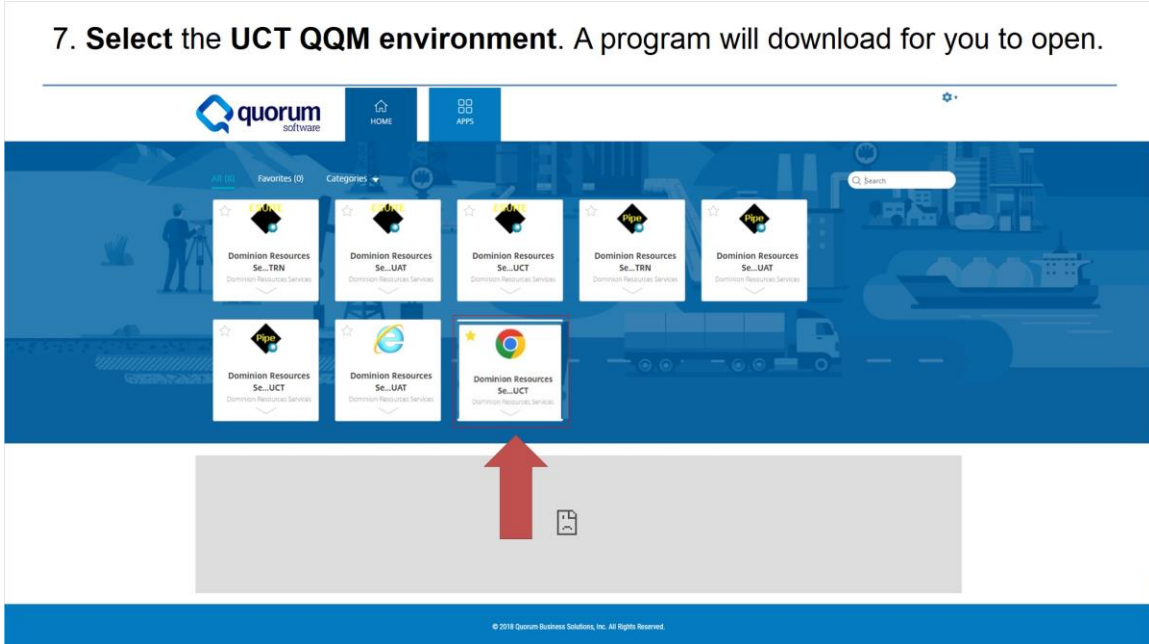 7. Select the UCT QQM environment. A program will download for you to open.
quorum
software
HOME
APPS
Favorites (0)
Categories
Search
ESUITE
Dominion Resources
Se...TRN
Dominion Resources Services
ESUITE
Dominion Resources
Se...UAT
Dominion Resources Services
ESUITE
Dominion Resources
Se...UCT
Dominion Resources Services
Pipe
Dominion Resources
Se...TRN
Dominion Resources Services
Pipe
Dominion Resources
Se...UAT
Dominion Resources Services
Pipe
Dominion Resources
Se...UCT
Dominion Resources Services
Dominion Resources
Se...UAT
Dominion Resources Services
Dominion Resources
Se...UCT
Dominion Resources Services
© 2018 Quorum Business Solutions, Inc. All Rights Reserved.